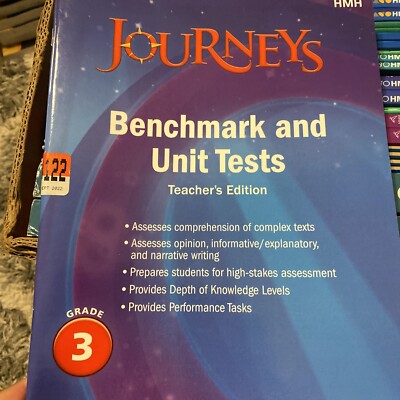 HMH
JOURNEYS
Benchmark and
Unit Tests
Teacher's Edition
• Assesses comprehension of complex texts
• Assesses opinion, informative/explanatory,
and narrative writing
• Prepares students for high-stakes assessment
• Provides Depth of Knowledge Levels
• Provides Performance Tasks
GRADE
3